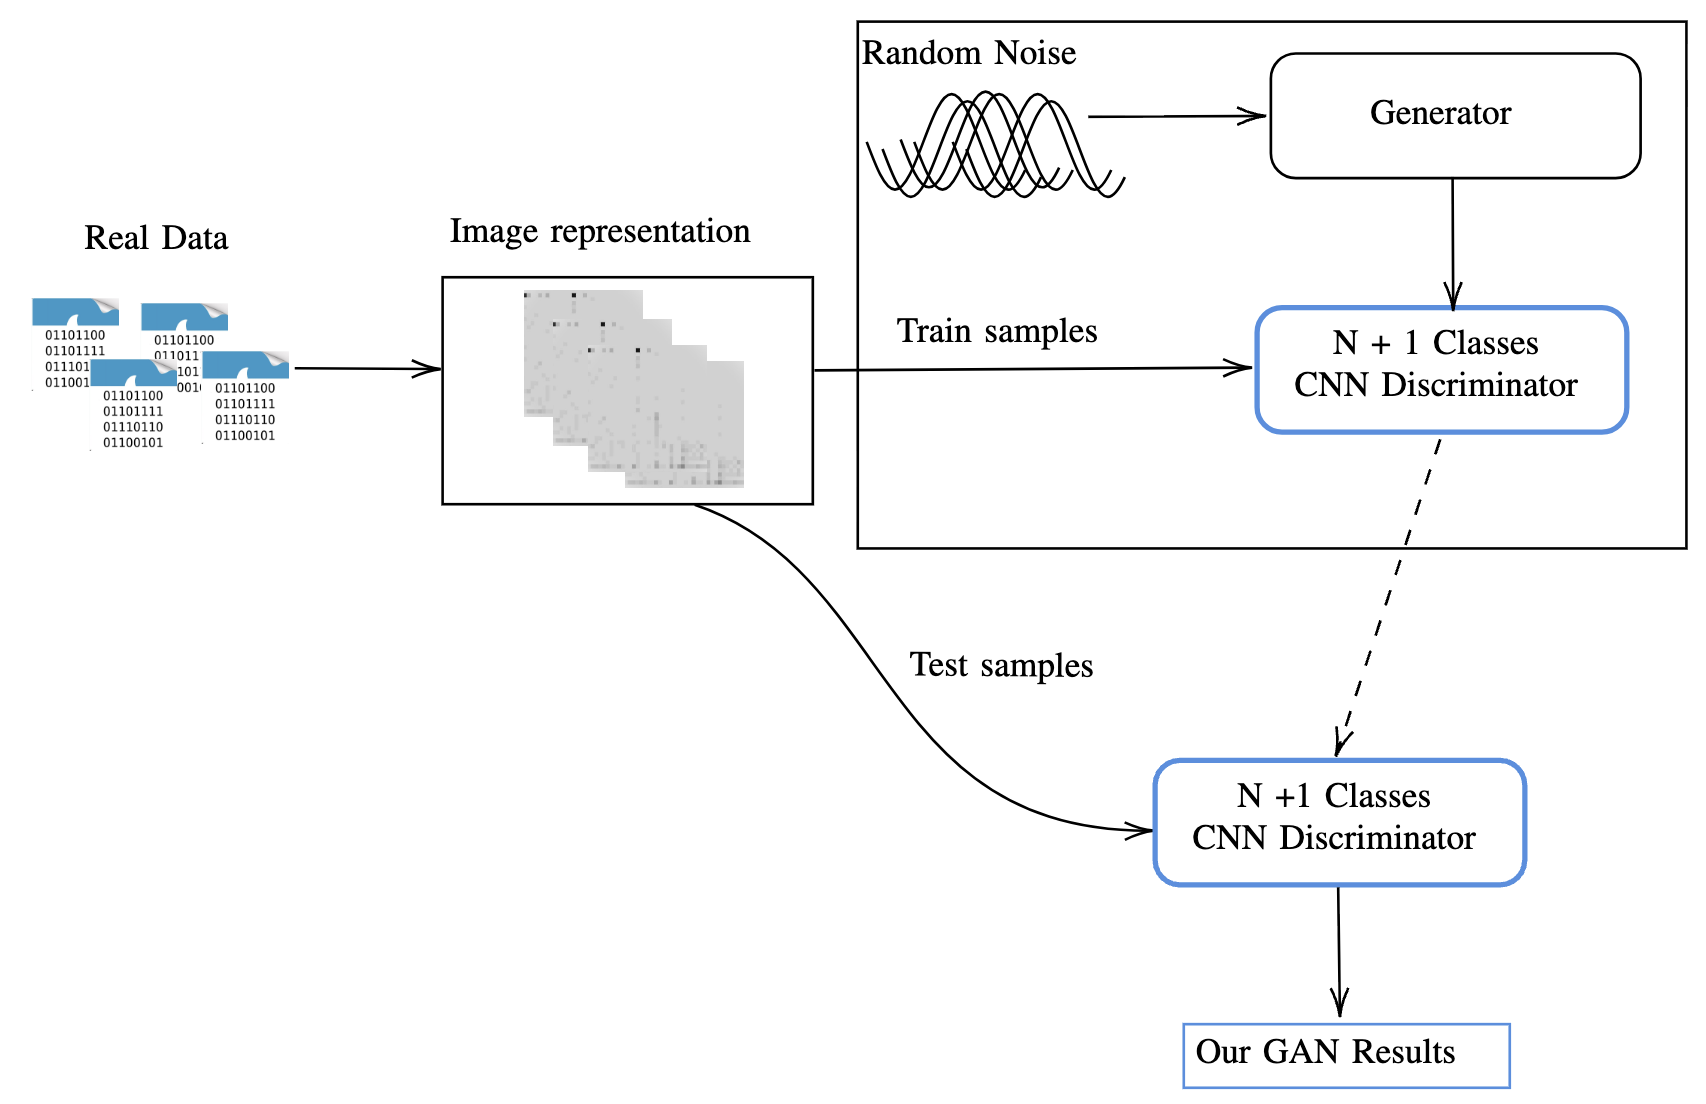 Random Noise
Generator
Real Data
Image representation
01101100
01101111
011101
011001
01101100
011011
101
001
01101100
01101111
01110110
01100101
01101100
01101111
01110110
01100101
Train samples
N + 1 Classes
CNN Discriminator
Test samples
N +1 Classes
CNN Discriminator
Our GAN Results